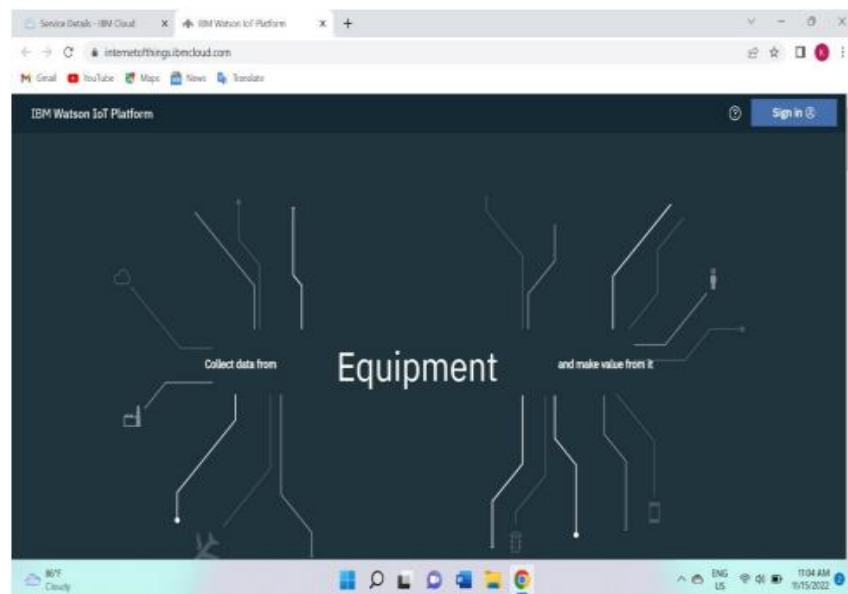 Service Details - IBM Cloud
IBM Watson IoT Platform
internetofthings.ibmcloud.com
Gmail
YouTube
Maps
News
Translate
IBM Watson IoT Platform
Sign in
Collect data from
Equipment
and make value from it
86°F
Cloudy
ENG
US
11:04 AM
11/15/2022